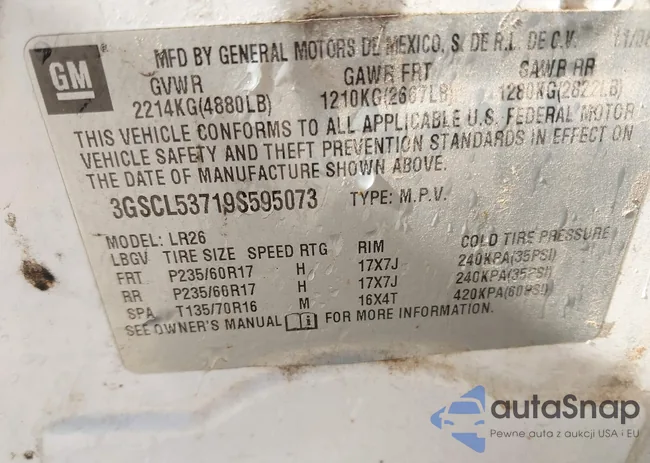 GM
MFD BY GENERAL MOTORS DE MEXICO, S. DE R.L. DE C.V. 11/08
GVWR GAWR FRT GAWR RR
2214KG(4880LB) 1210KG(2667LB) 1280KG(2822LB)
THIS VEHICLE CONFORMS TO ALL APPLICABLE U.S. FEDERAL MOTOR
VEHICLE SAFETY AND THEFT PREVENTION STANDARDS IN EFFECT ON
THE DATE OF MANUFACTURE SHOWN ABOVE.
3GSCL53719S595073 TYPE: M.P.V.
MODEL: LR26
LBGV TIRE SIZE SPEED RTG RIM COLD TIRE PRESSURE
FRT P235/60R17 H 17X7J 240KPA(35PSI)
RR P235/60R17 H 17X7J 240KPA(35PSI)
SPA T135/70R16 M 16X4T 420KPA(60PSI)
SEE OWNER'S MANUAL FOR MORE INFORMATION.
autaSnap
Pewne auta z aukcji USA i EU